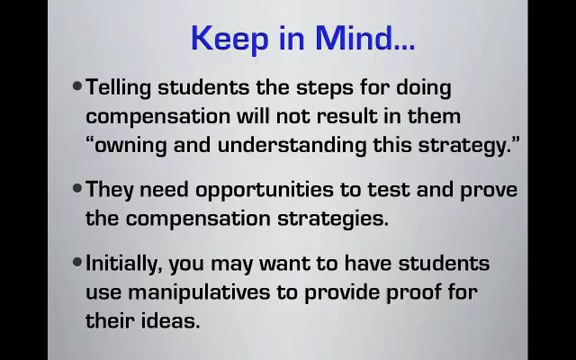 Keep in Mind...
• Telling students the steps for doing
compensation will not result in them
“owning and understanding this strategy.”
• They need opportunities to test and prove
the compensation strategies.
• Initially, you may want to have students
use manipulatives to provide proof for
their ideas.